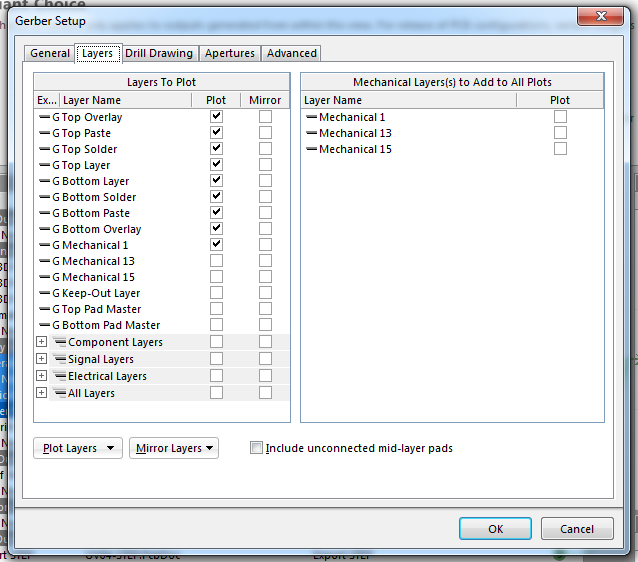 uant Choice
Gerber Setup
General Layers Drill Drawing Apertures Advanced
Layers To Plot
Ex... Layer Name Plot Mirror
G Top Overlay
G Top Paste
G Top Solder
G Top Layer
G Bottom Layer
G Bottom Solder
G Bottom Paste
G Bottom Overlay
G Mechanical 1
G Mechanical 13
G Mechanical 15
G Keep-Out Layer
G Top Pad Master
G Bottom Pad Master
Component Layers
Signal Layers
Electrical Layers
All Layers
Mechanical Layers(s) to Add to All Plots
Layer Name Plot
Mechanical 1
Mechanical 13
Mechanical 15
Plot Layers Mirror Layers Include unconnected mid-layer pads
OK Cancel